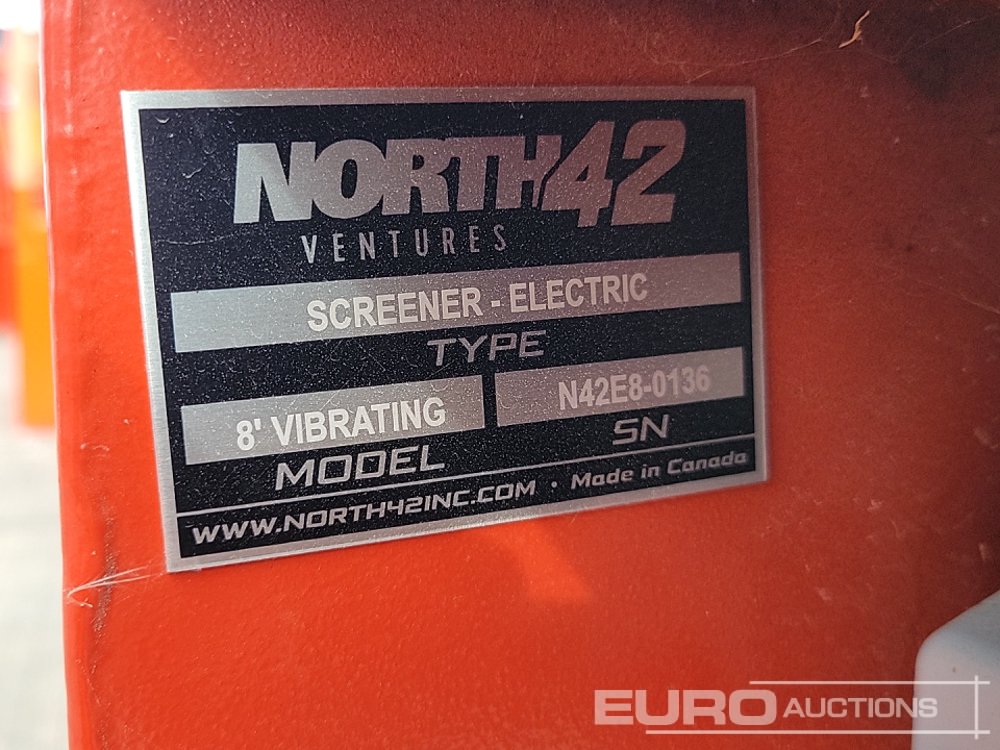 NORTH42
VENTURES
SCREENER - ELECTRIC
TYPE
8' VIBRATING N42E8-0136
MODEL SN
WWW.NORTH42INC.COM · Made in Canada
EURO AUCTIONS